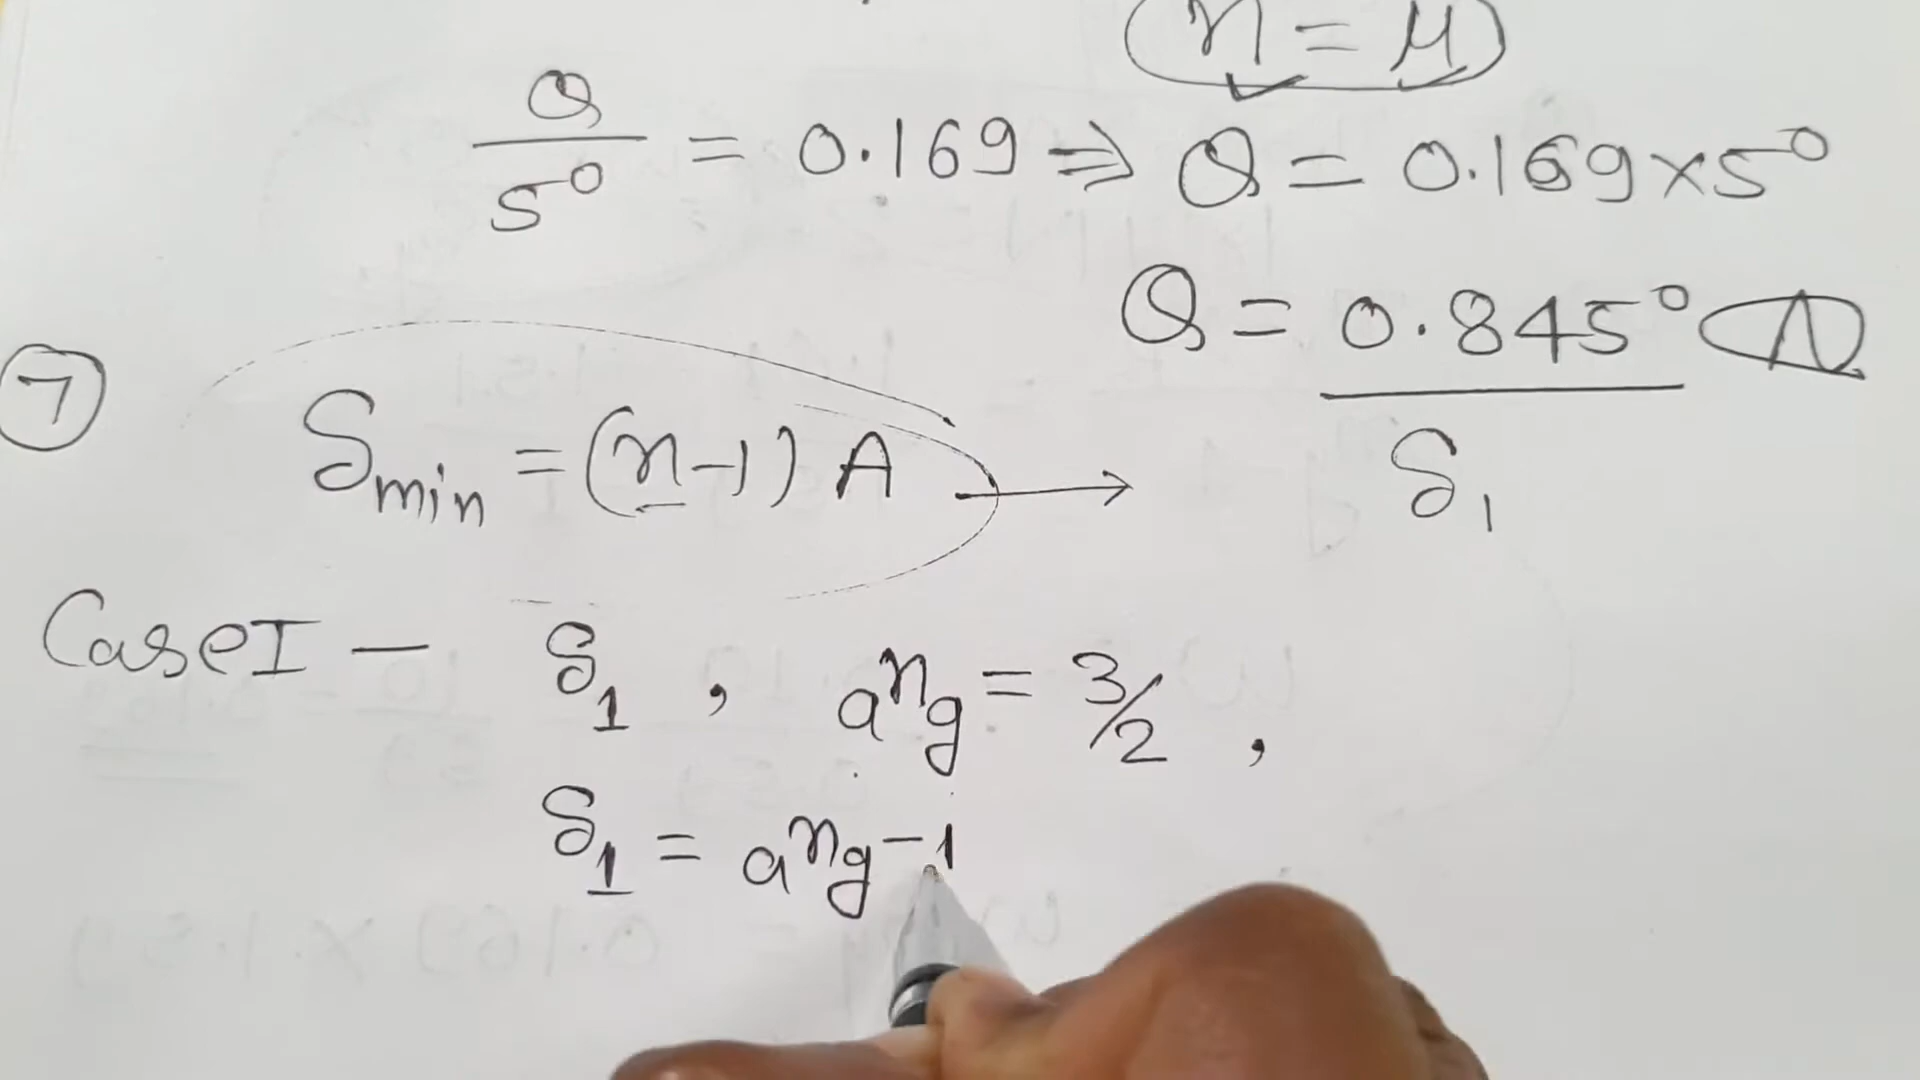 n = μ
θ/5° = 0.169 ⇒ θ = 0.169×5°
θ = 0.845°
⑦ δmin = (n-1) A → δ₁
Case I — δ₁ , ₐng = 3/2 ,
δ₁ = ₐng - 1